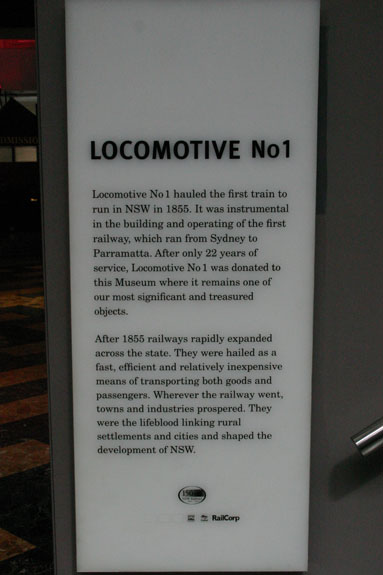 LOCOMOTIVE No1
Locomotive No1 hauled the first train to
run in NSW in 1855. It was instrumental
in the building and operating of the first
railway, which ran from Sydney to
Parramatta. After only 22 years of
service, Locomotive No1 was donated to
this Museum where it remains one of
our most significant and treasured
objects.
After 1855 railways rapidly expanded
across the state. They were hailed as a
fast, efficient and relatively inexpensive
means of transporting both goods and
passengers. Wherever the railway went,
towns and industries prospered. They
were the lifeblood linking rural
settlements and cities and shaped the
development of NSW.
150
RailCorp